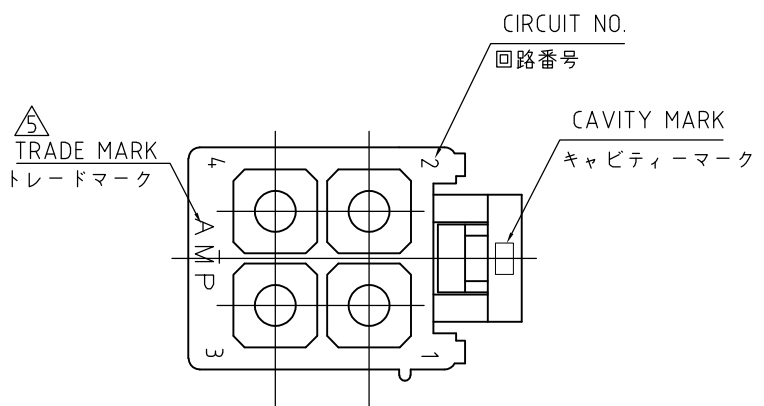 CIRCUIT NO.
回路番号
5
TRADE MARK
トレードマーク
CAVITY MARK
キャビティーマーク
4
2
AMP
3
1